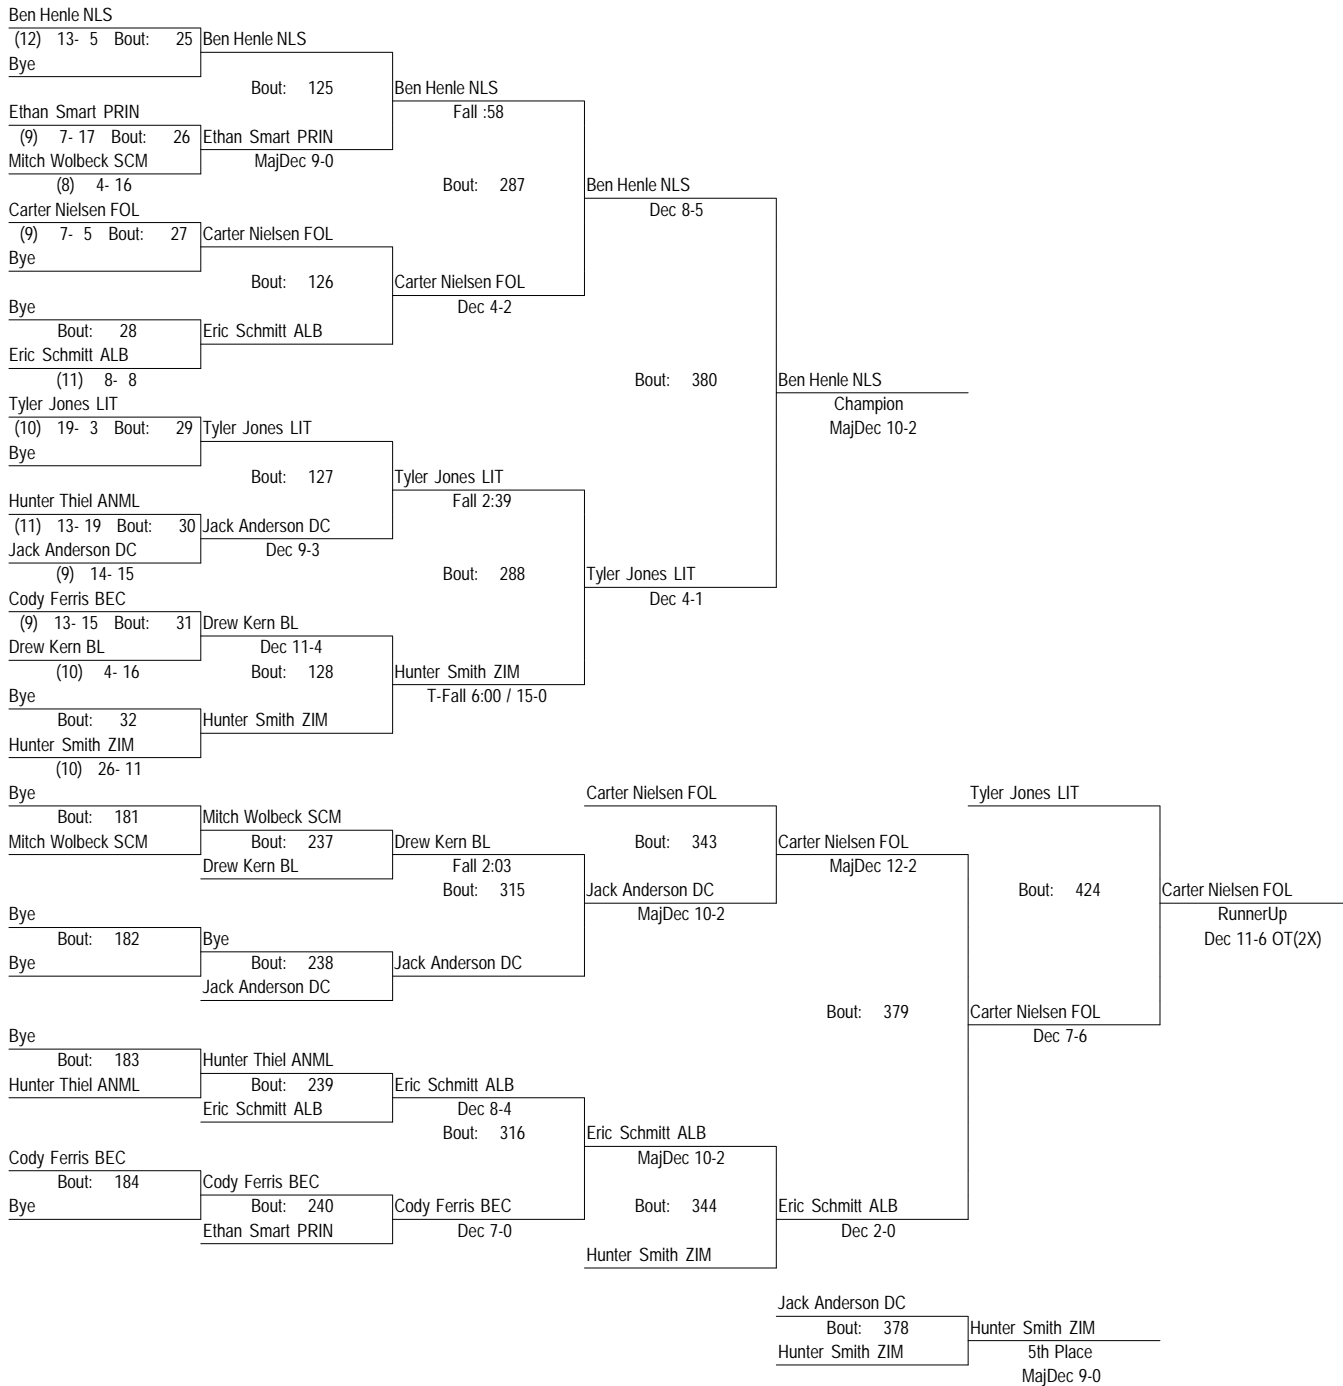 Ben Henle NLS
(12) 13- 5 Bout: 25 Ben Henle NLS
Bye
Bout: 125 Ben Henle NLS
Ethan Smart PRIN Fall :58
(9) 7- 17 Bout: 26 Ethan Smart PRIN
Mitch Wolbeck SCM MajDec 9-0
(8) 4- 16 Bout: 287 Ben Henle NLS
Carter Nielsen FOL Dec 8-5
(9) 7- 5 Bout: 27 Carter Nielsen FOL
Bye
Bout: 126 Carter Nielsen FOL
Bye Dec 4-2
Bout: 28 Eric Schmitt ALB
Eric Schmitt ALB
(11) 8- 8 Bout: 380 Ben Henle NLS
Tyler Jones LIT Champion
(10) 19- 3 Bout: 29 Tyler Jones LIT MajDec 10-2
Bye
Bout: 127 Tyler Jones LIT
Hunter Thiel ANML Fall 2:39
(11) 13- 19 Bout: 30 Jack Anderson DC
Jack Anderson DC Dec 9-3
(9) 14- 15 Bout: 288 Tyler Jones LIT
Cody Ferris BEC Dec 4-1
(9) 13- 15 Bout: 31 Drew Kern BL
Drew Kern BL Dec 11-4
(10) 4- 16 Bout: 128 Hunter Smith ZIM
Bye T-Fall 6:00 / 15-0
Bout: 32 Hunter Smith ZIM
Hunter Smith ZIM
(10) 26- 11
Bye Carter Nielsen FOL Tyler Jones LIT
Bout: 181 Mitch Wolbeck SCM
Mitch Wolbeck SCM Bout: 237 Drew Kern BL Bout: 343 Carter Nielsen FOL
Drew Kern BL Fall 2:03 MajDec 12-2
Bout: 315 Jack Anderson DC Bout: 424 Carter Nielsen FOL
Bye MajDec 10-2 RunnerUp
Bout: 182 Bye Dec 11-6 OT(2X)
Bye Bout: 238 Jack Anderson DC
Jack Anderson DC
Bout: 379 Carter Nielsen FOL
Bye Dec 7-6
Bout: 183 Hunter Thiel ANML
Hunter Thiel ANML Bout: 239 Eric Schmitt ALB
Eric Schmitt ALB Dec 8-4
Bout: 316 Eric Schmitt ALB
Cody Ferris BEC MajDec 10-2
Bout: 184 Cody Ferris BEC
Bye Bout: 240 Cody Ferris BEC Bout: 344 Eric Schmitt ALB
Ethan Smart PRIN Dec 7-0 Dec 2-0
Hunter Smith ZIM
Jack Anderson DC
Bout: 378 Hunter Smith ZIM
Hunter Smith ZIM 5th Place
MajDec 9-0